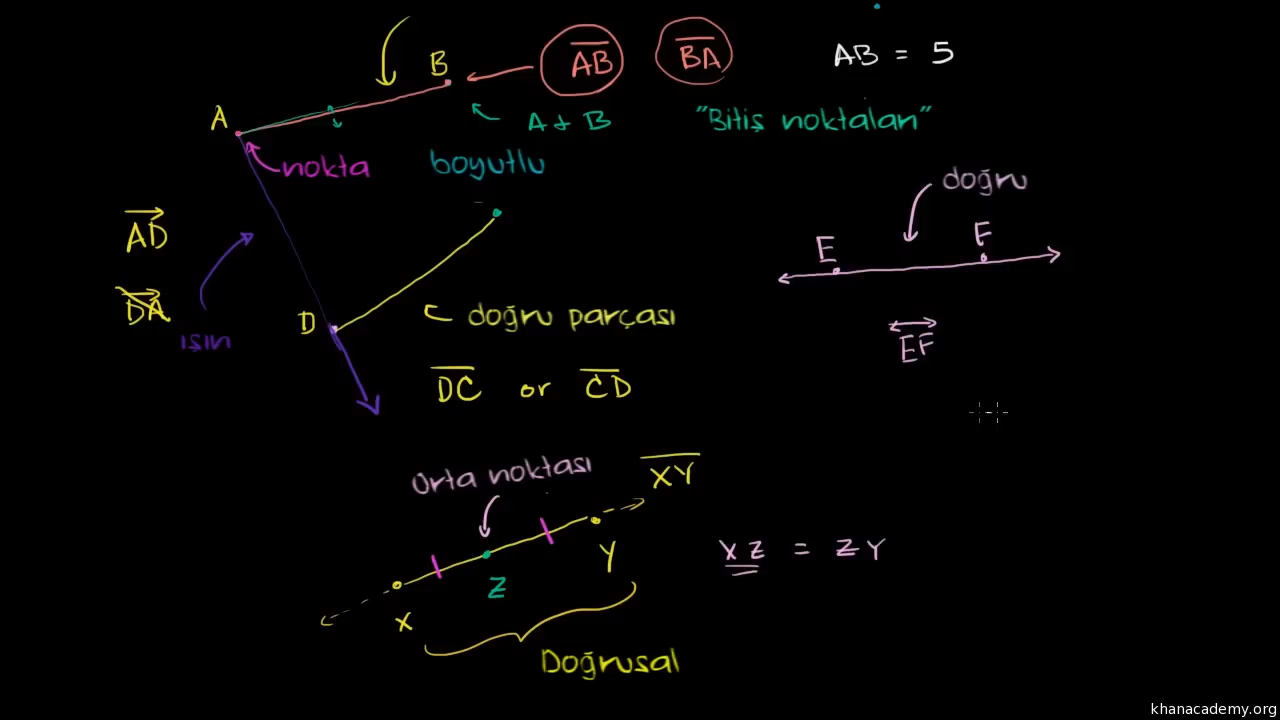 B
AB
BA
AB = 5
A
A + B
"Bitiş noktaları"
nokta
boyutlu
doğru
AD
E
F
DA
D
doğru parçası
ışın
EF
DC or CD
Orta noktası
XY
Y
XZ = ZY
Z
X
Doğrusal
khanacademy.org